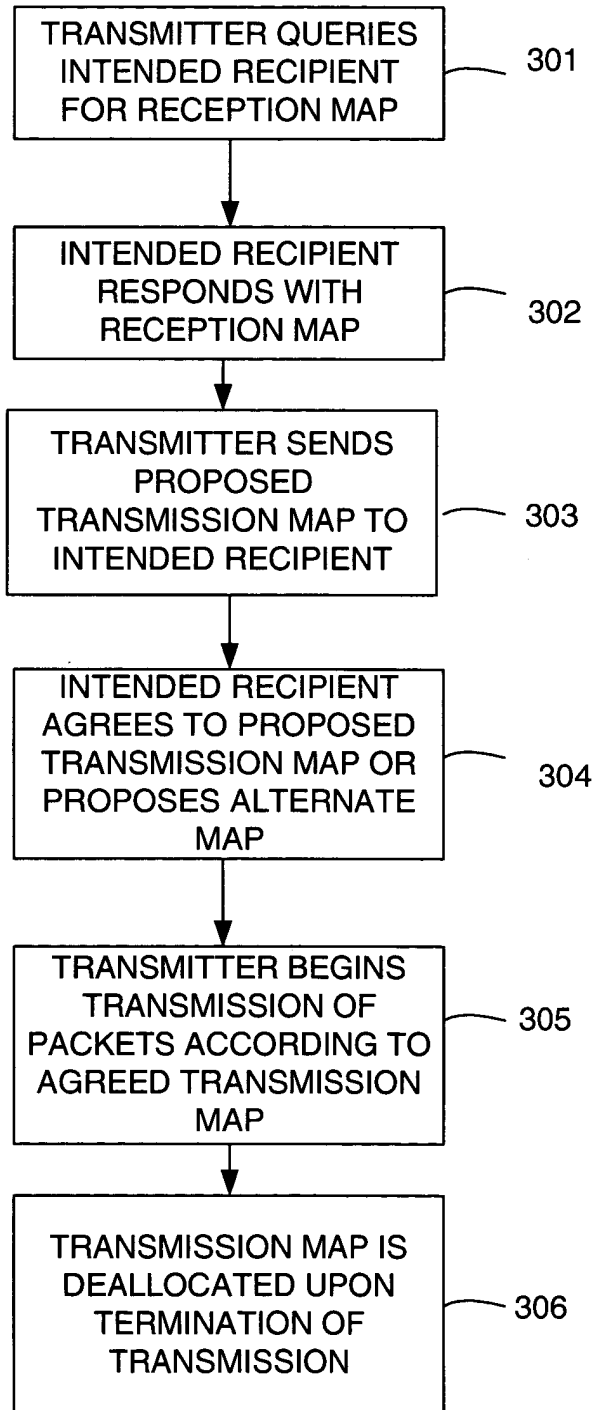 TRANSMITTER QUERIES
INTENDED RECIPIENT
FOR RECEPTION MAP
301
INTENDED RECIPIENT
RESPONDS WITH
RECEPTION MAP
302
TRANSMITTER SENDS
PROPOSED
TRANSMISSION MAP TO
INTENDED RECIPIENT
303
INTENDED RECIPIENT
AGREES TO PROPOSED
TRANSMISSION MAP OR
PROPOSES ALTERNATE
MAP
304
TRANSMITTER BEGINS
TRANSMISSION OF
PACKETS ACCORDING TO
AGREED TRANSMISSION
MAP
305
TRANSMISSION MAP IS
DEALLOCATED UPON
TERMINATION OF
TRANSMISSION
306